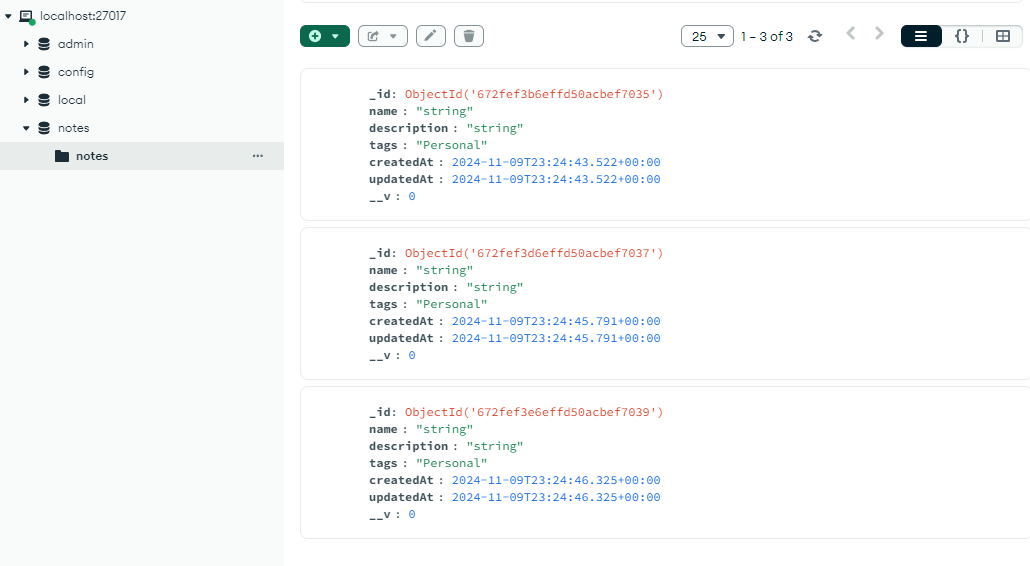 localhost:27017
admin
config
local
notes
notes
25
1 – 3 of 3
{}
_id: ObjectId('672fef3b6effd50acbef7035')
name : "string"
description : "string"
tags : "Personal"
createdAt : 2024-11-09T23:24:43.522+00:00
updatedAt : 2024-11-09T23:24:43.522+00:00
__v : 0
_id: ObjectId('672fef3d6effd50acbef7037')
name : "string"
description : "string"
tags : "Personal"
createdAt : 2024-11-09T23:24:45.791+00:00
updatedAt : 2024-11-09T23:24:45.791+00:00
__v : 0
_id: ObjectId('672fef3e6effd50acbef7039')
name : "string"
description : "string"
tags : "Personal"
createdAt : 2024-11-09T23:24:46.325+00:00
updatedAt : 2024-11-09T23:24:46.325+00:00
__v : 0